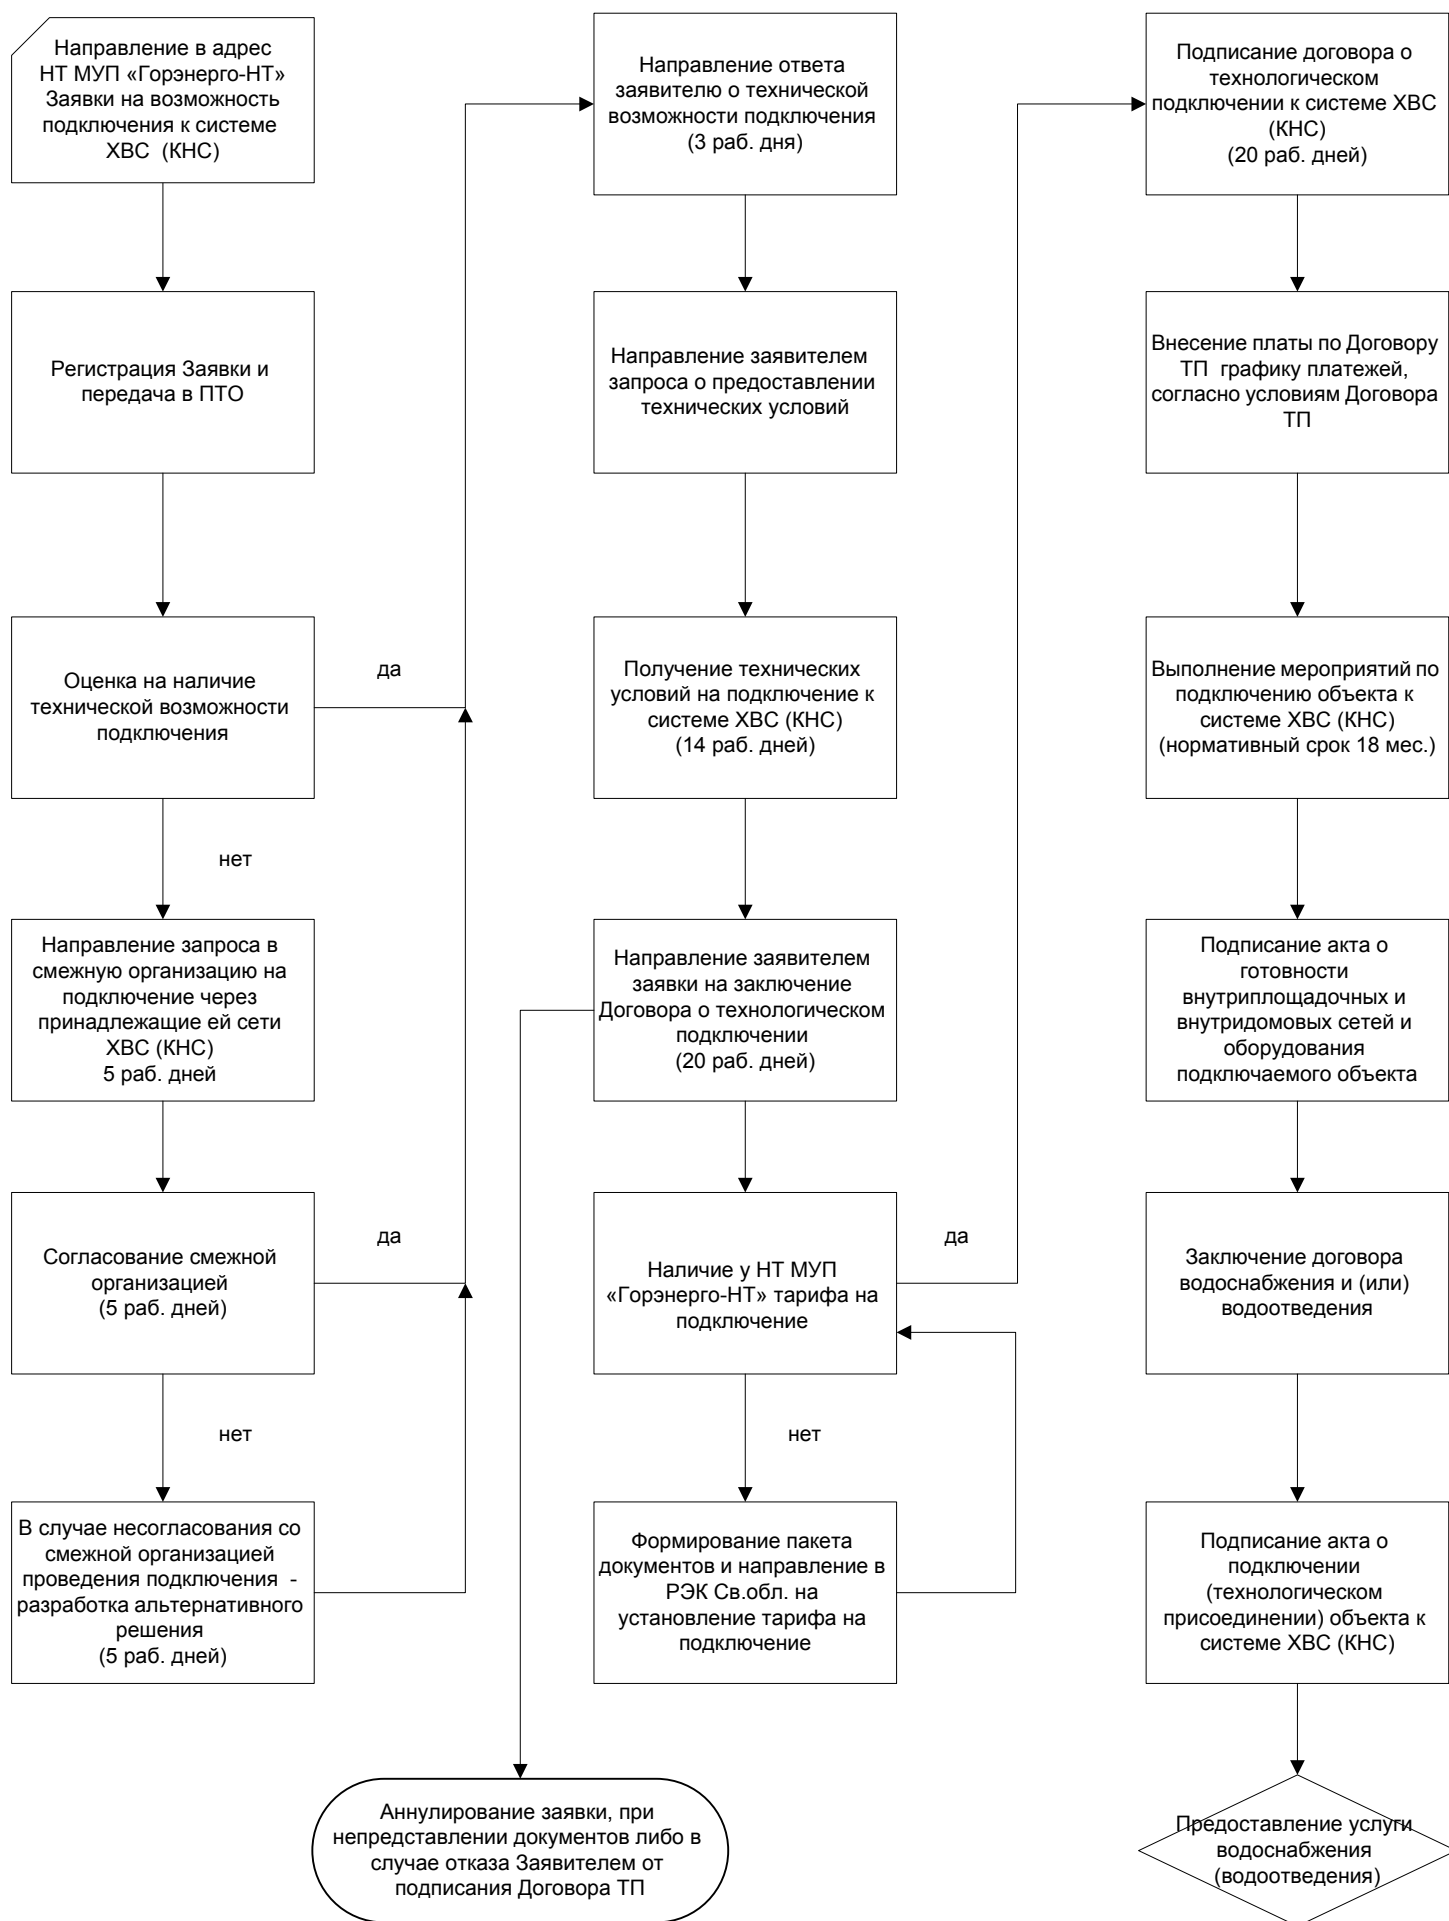 Направление в адрес
НТ МУП «Горэнерго-НТ»
Заявки на возможность
подключения к системе
ХВС (КНС)
Регистрация Заявки и
передача в ПТО
Оценка на наличие
технической возможности
подключения
да
нет
Направление запроса в
смежную организацию на
подключение через
принадлежащие ей сети
ХВС (КНС)
5 раб. дней
Согласование смежной
организацией
(5 раб. дней)
да
нет
В случае несогласования со
смежной организацией
проведения подключения -
разработка альтернативного
решения
(5 раб. дней)
Направление ответа
заявителю о технической
возможности подключения
(3 раб. дня)
Направление заявителем
запроса о предоставлении
технических условий
Получение технических
условий на подключение к
системе ХВС (КНС)
(14 раб. дней)
Направление заявителем
заявки на заключение
Договора о технологическом
подключении
(20 раб. дней)
Наличие у НТ МУП
«Горэнерго-НТ» тарифа на
подключение
да
нет
Формирование пакета
документов и направление в
РЭК Св.обл. на
установление тарифа на
подключение
Аннулирование заявки, при
непредставлении документов либо в
случае отказа Заявителем от
подписания Договора ТП
Подписание договора о
технологическом
подключении к системе ХВС
(КНС)
(20 раб. дней)
Внесение платы по Договору
ТП графику платежей,
согласно условиям Договора
ТП
Выполнение мероприятий по
подключению объекта к
системе ХВС (КНС)
(нормативный срок 18 мес.)
Подписание акта о
готовности
внутриплощадочных и
внутридомовых сетей и
оборудования
подключаемого объекта
Заключение договора
водоснабжения и (или)
водоотведения
Подписание акта о
подключении
(технологическом
присоединении) объекта к
системе ХВС (КНС)
Предоставление услуги
водоснабжения
(водоотведения)